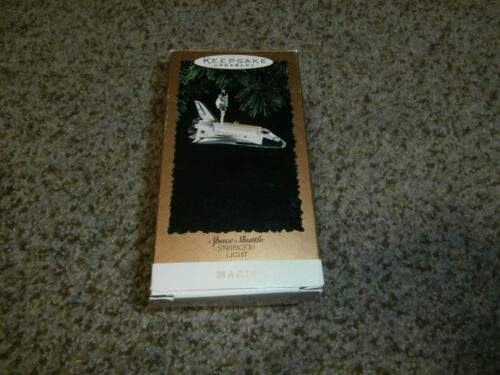 KEEPSAKE
ORNAMENT
Space Shuttle
STRINGER!
LIGHT
MAGIC